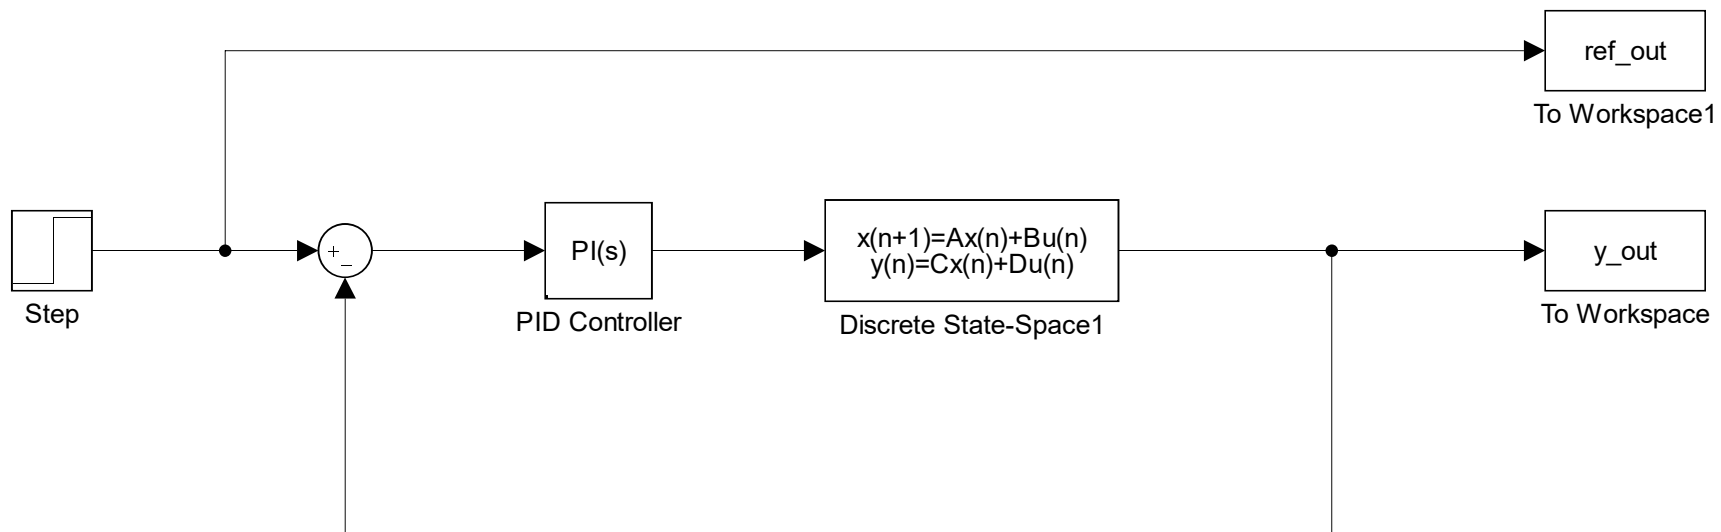 ref_out
To Workspace1
+
−
PI(s)
x(n+1)=Ax(n)+Bu(n)
y(n)=Cx(n)+Du(n)
y_out
Step
PID Controller
Discrete State-Space1
To Workspace